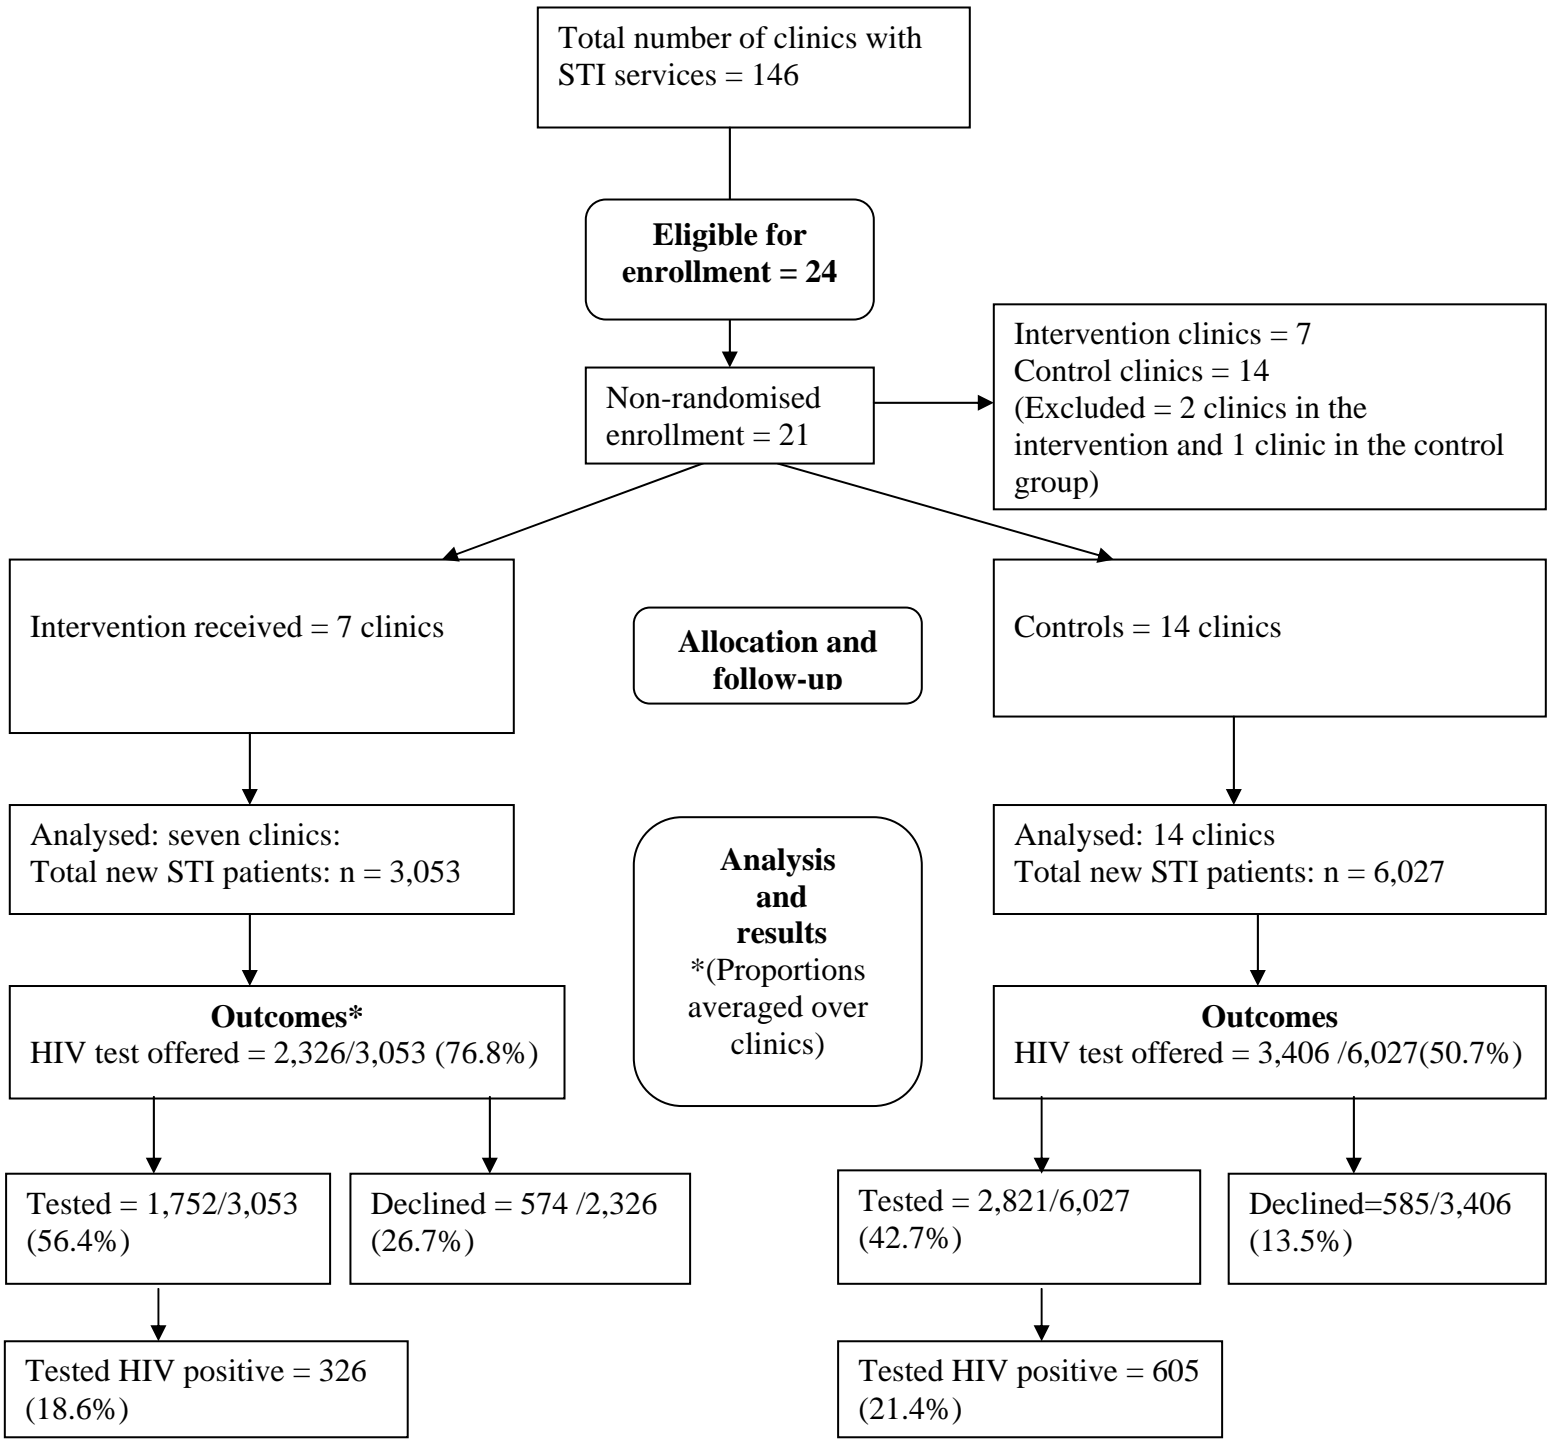 Total number of clinics with
STI services = 146
Eligible for
enrollment = 24
Non-randomised
enrollment = 21
Intervention clinics = 7
Control clinics = 14
(Excluded = 2 clinics in the
intervention and 1 clinic in the control
group)
Intervention received = 7 clinics
Allocation and
follow-up
Controls = 14 clinics
Analysed: seven clinics:
Total new STI patients: n = 3,053
Analysis
and
results
*(Proportions
averaged over
clinics)
Analysed: 14 clinics
Total new STI patients: n = 6,027
Outcomes*
HIV test offered = 2,326/3,053 (76.8%)
Outcomes
HIV test offered = 3,406 /6,027(50.7%)
Tested = 1,752/3,053
(56.4%)
Declined = 574 /2,326
(26.7%)
Tested = 2,821/6,027
(42.7%)
Declined=585/3,406
(13.5%)
Tested HIV positive = 326
(18.6%)
Tested HIV positive = 605
(21.4%)